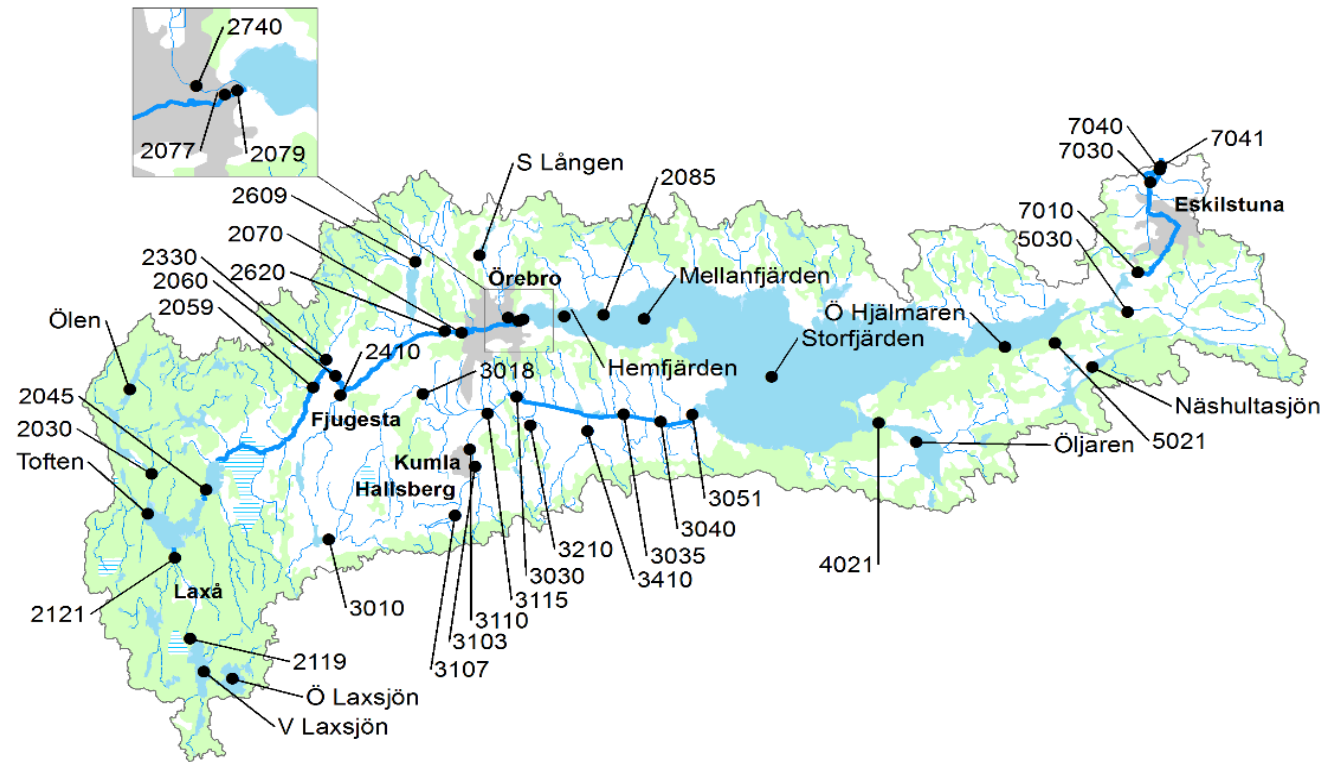 2740
2077
2079
S Lången
2609
2085
2070
2330
2620
Örebro
Mellanfjärden
2060
2059
Ölen
2410
3018
Hemfjärden
Storfjärden
Ö Hjälmaren
7040
7041
7030
Eskilstuna
7010
5030
2045
Fjugesta
Näshultasjön
2030
Toften
Kumla
Hallsberg
Öljaren
5021
3051
3040
3210
3035
4021
3030
3410
Laxå
3115
2121
3010
3110
3103
2119
3107
Ö Laxsjön
V Laxsjön